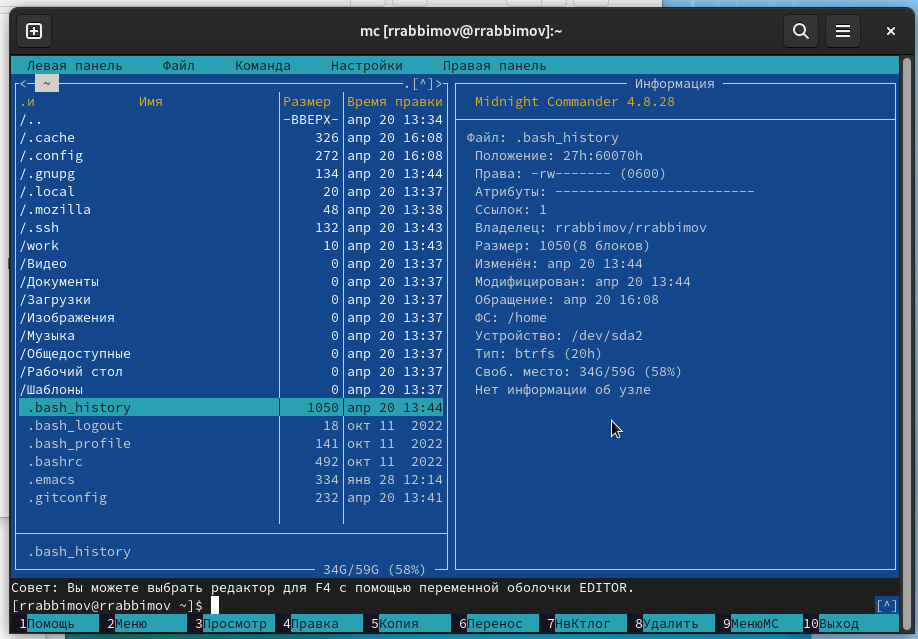 mc [rrabbimov@rrabbimov]:~
Левая панель Файл Команда Настройки Правая панель
<— ~ .[^]>
.и Имя Размер Время правки
/.. -ВВЕРХ- апр 20 13:34
/.cache 326 апр 20 16:08
/.config 272 апр 20 16:08
/.gnupg 134 апр 20 13:44
/.local 20 апр 20 13:37
/.mozilla 48 апр 20 13:38
/.ssh 132 апр 20 13:43
/work 10 апр 20 13:43
/Видео 0 апр 20 13:37
/Документы 0 апр 20 13:37
/Загрузки 0 апр 20 13:37
/Изображения 0 апр 20 13:37
/Музыка 0 апр 20 13:37
/Общедоступные 0 апр 20 13:37
/Рабочий стол 0 апр 20 13:37
/Шаблоны 0 апр 20 13:37
.bash_history 1050 апр 20 13:44
.bash_logout 18 окт 11 2022
.bash_profile 141 окт 11 2022
.bashrc 492 окт 11 2022
.emacs 334 янв 28 12:14
.gitconfig 232 апр 20 13:41
.bash_history
34G/59G (58%)
Информация
Midnight Commander 4.8.28
Файл: .bash_history
Положение: 27h:60070h
Права: -rw------- (0600)
Атрибуты: -------------------------
Ссылок: 1
Владелец: rrabbimov/rrabbimov
Размер: 1050(8 блоков)
Изменён: апр 20 13:44
Модифицирован: апр 20 13:44
Обращение: апр 20 16:08
ФС: /home
Устройство: /dev/sda2
Тип: btrfs (20h)
Своб. место: 34G/59G (58%)
Нет информации об узле
Совет: Вы можете выбрать редактор для F4 с помощью переменной оболочки EDITOR.
[rrabbimov@rrabbimov ~]$ [^]
1Помощь 2Меню 3Просмотр 4Правка 5Копия 6Перенос 7НвКтлог 8Удалить 9МенюМС 10Выход